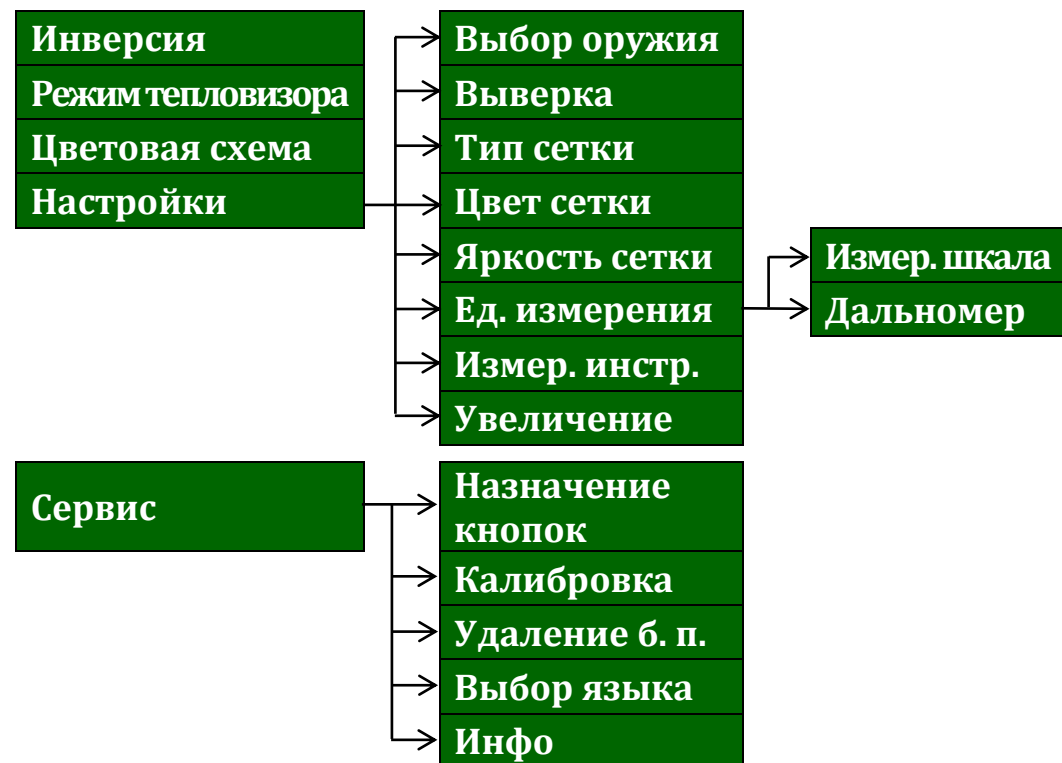 Инверсия
Режим тепловизора
Цветовая схема
Настройки
Выбор оружия
Выверка
Тип сетки
Цвет сетки
Яркость сетки
Ед. измерения
Измер. инстр.
Увеличение
Измер. шкала
Дальномер
Сервис
Назначение
кнопок
Калибровка
Удаление б. п.
Выбор языка
Инфо